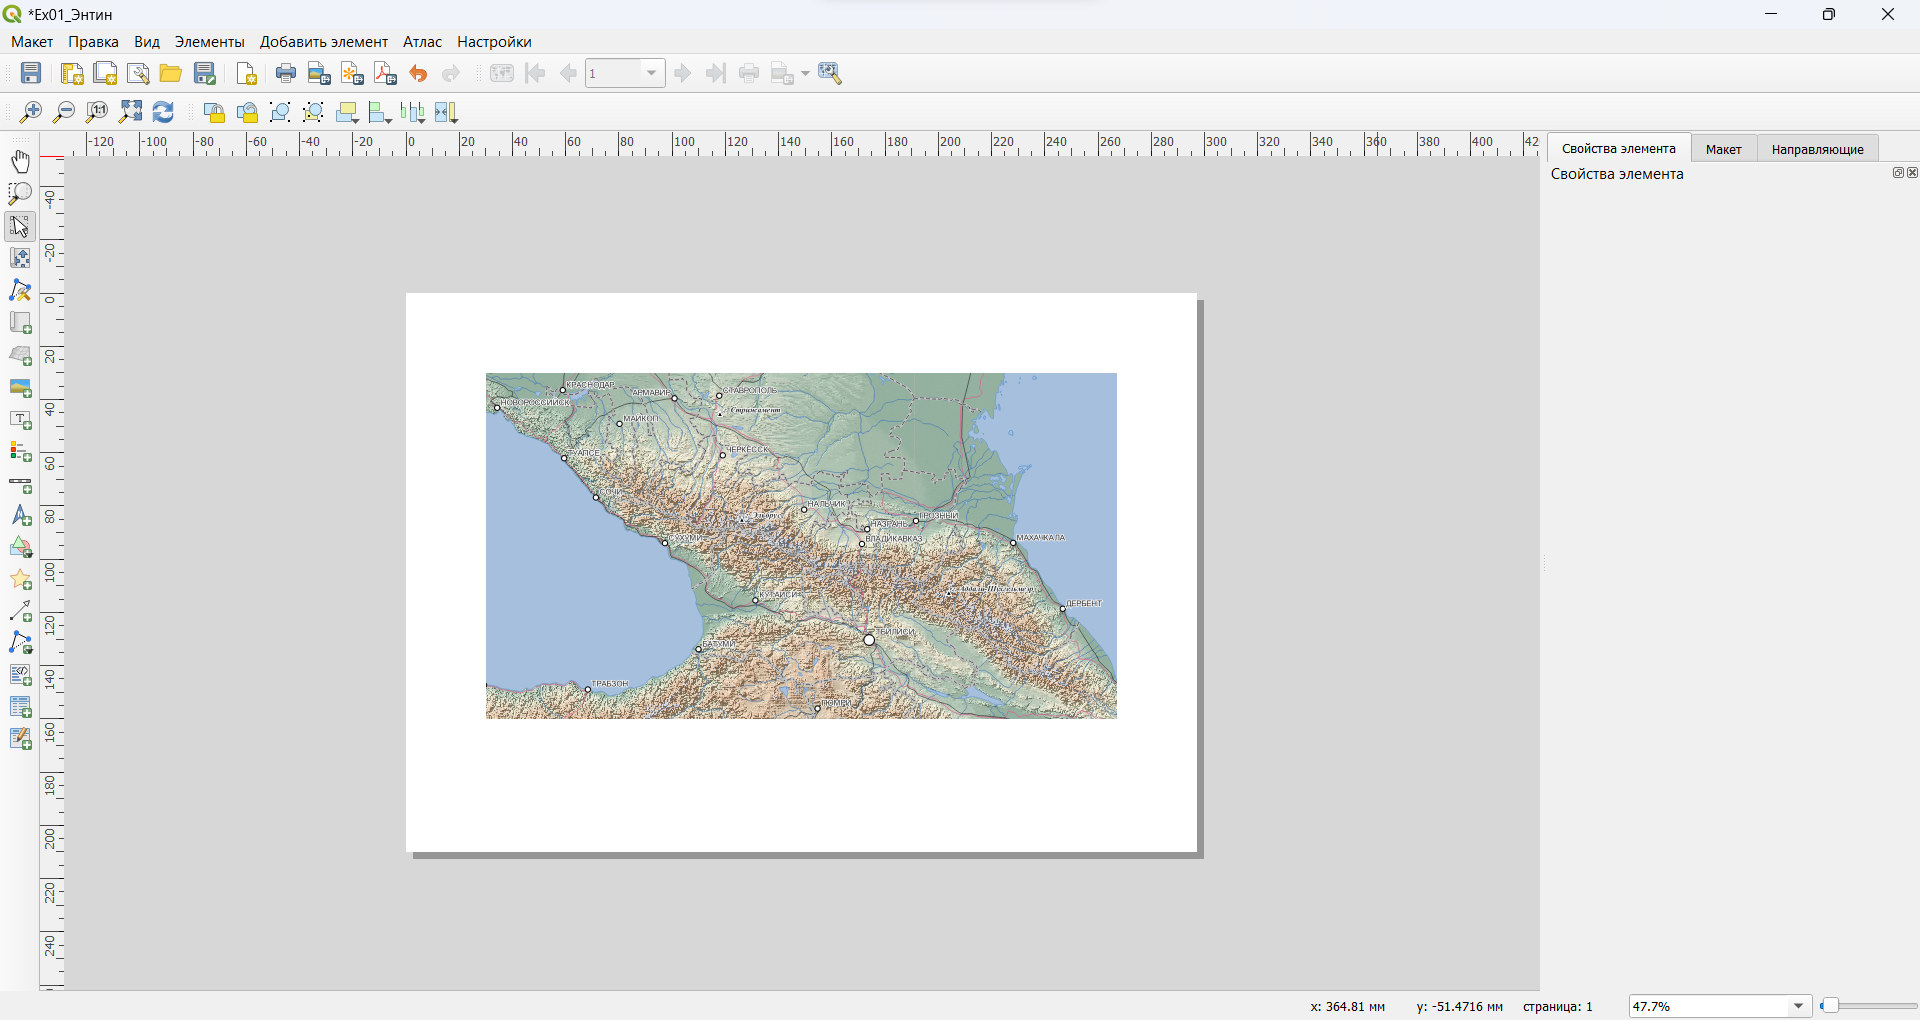 *Ex01_Энтин
Макет Правка Вид Элементы Добавить элемент Атлас Настройки
1
-120 -100 -80 -60 -40 -20 0 20 40 60 80 100 120 140 160 180 200 220 240 260 280 300 320 340 360 380 400 42
Свойства элемента Макет Направляющие
Свойства элемента
-40
-20
0
20
40
60
80
100
120
140
160
180
200
220
240
КРАСНОДАР
АРМАВИР
СТАВРОПОЛЬ
НОВОРОССИЙСК
Стрижамент
МАЙКОП
ТУАПСЕ
ЧЕРКЕССК
СОЧИ
НАЛЬЧИК
Эльбрус
ГРОЗНЫЙ
НАЗРАНЬ
СУХУМИ
ВЛАДИКАВКАЗ
МАХАЧКАЛА
КУТАИСИ
ДЕРБЕНТ
ТБИЛИСИ
БАТУМИ
ТРАБЗОН
ГЮМРИ
x: 364.81 мм y: -51.4716 мм страница: 1 47.7%